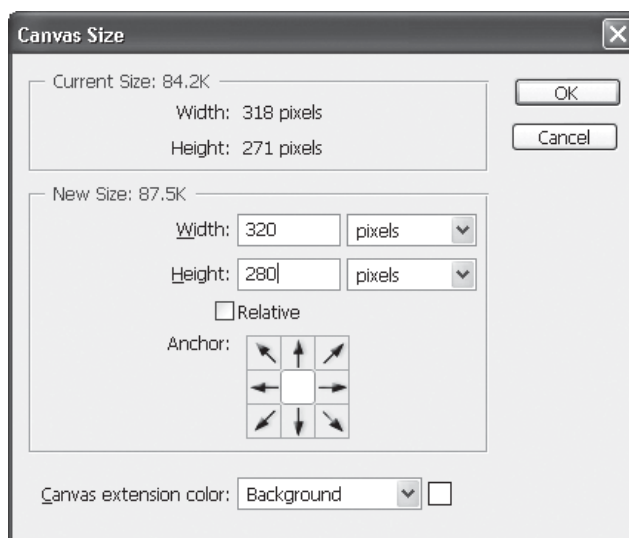 Canvas Size
Current Size: 84.2K
Width: 318 pixels
Height: 271 pixels
OK
Cancel
New Size: 87.5K
Width: 320 pixels
Height: 280 pixels
Relative
Anchor:
Canvas extension color: Background